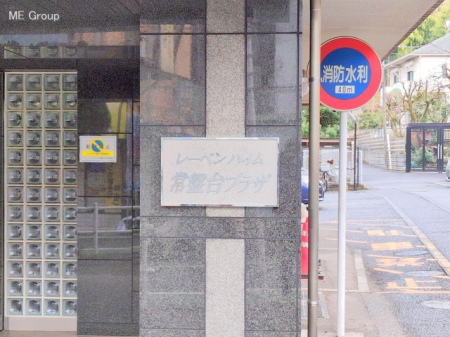 ME Group
レーベンハイム
常盤台プラザ
消防水利
40m